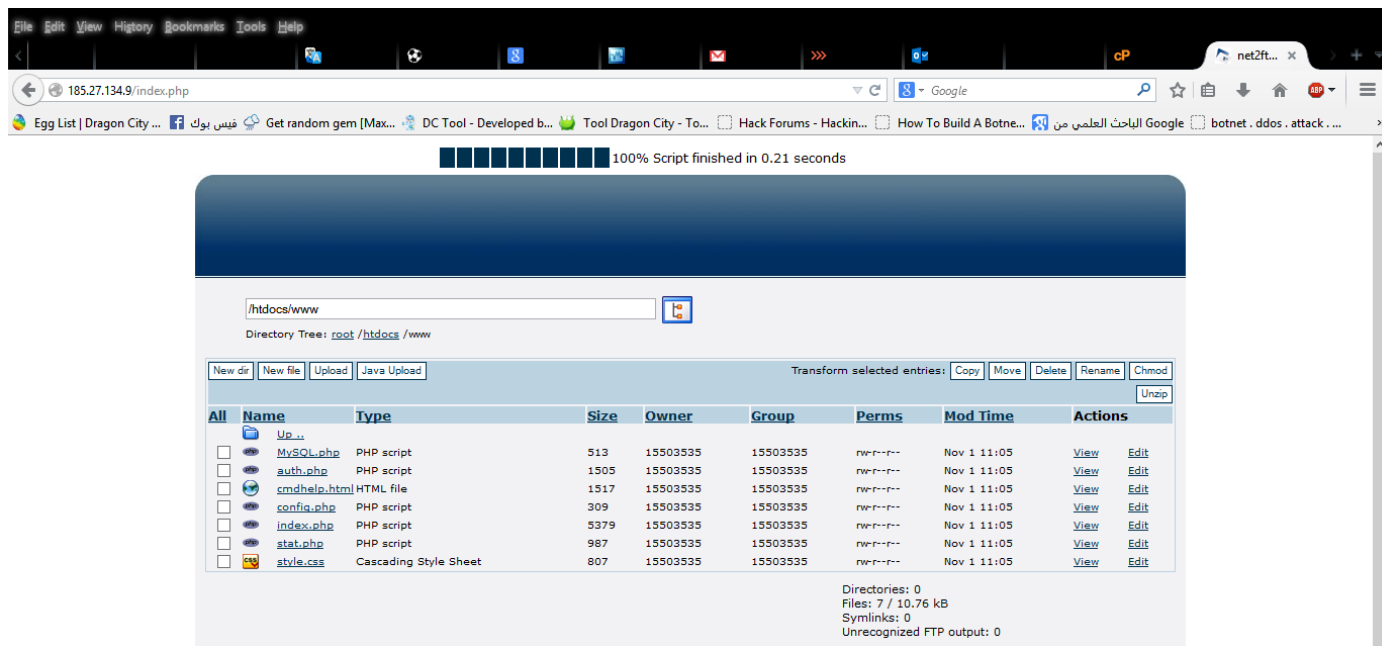 File Edit View History Bookmarks Tools Help
net2ft... ×
185.27.134.9/index.php Google
Egg List | Dragon City ... فيس بوك Get random gem [Max... DC Tool - Developed b... Tool Dragon City - To... Hack Forums - Hackin... How To Build A Botne... الباحث العلمي من Google botnet . ddos . attack . ...
100% Script finished in 0.21 seconds
/htdocs/www
Directory Tree: root /htdocs /www
New dir New file Upload Java Upload Transform selected entries: Copy Move Delete Rename Chmod
Unzip
All Name Type Size Owner Group Perms Mod Time Actions
Up ..
MySQL.php PHP script 513 15503535 15503535 rw-r--r-- Nov 1 11:05 View Edit
auth.php PHP script 1505 15503535 15503535 rw-r--r-- Nov 1 11:05 View Edit
cmdhelp.html HTML file 1517 15503535 15503535 rw-r--r-- Nov 1 11:05 View Edit
config.php PHP script 309 15503535 15503535 rw-r--r-- Nov 1 11:05 View Edit
index.php PHP script 5379 15503535 15503535 rw-r--r-- Nov 1 11:05 View Edit
stat.php PHP script 987 15503535 15503535 rw-r--r-- Nov 1 11:05 View Edit
style.css Cascading Style Sheet 807 15503535 15503535 rw-r--r-- Nov 1 11:05 View Edit
Directories: 0
Files: 7 / 10.76 kB
Symlinks: 0
Unrecognized FTP output: 0